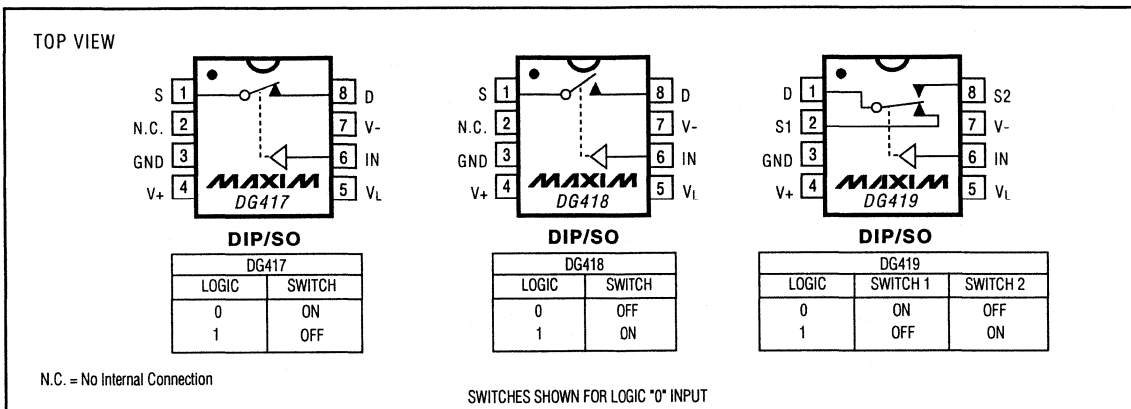 TOP VIEW
S 1 8 D
N.C. 2 7 V-
GND 3 6 IN
V+ 4 5 VL
MAXIM
DG417
DIP/SO
DG417
LOGIC SWITCH
0 ON
1 OFF
S 1 8 D
N.C. 2 7 V-
GND 3 6 IN
V+ 4 5 VL
MAXIM
DG418
DIP/SO
DG418
LOGIC SWITCH
0 OFF
1 ON
D 1 8 S2
S1 2 7 V-
GND 3 6 IN
V+ 4 5 VL
MAXIM
DG419
DIP/SO
DG419
LOGIC SWITCH 1 SWITCH 2
0 ON OFF
1 OFF ON
N.C. = No Internal Connection
SWITCHES SHOWN FOR LOGIC "0" INPUT